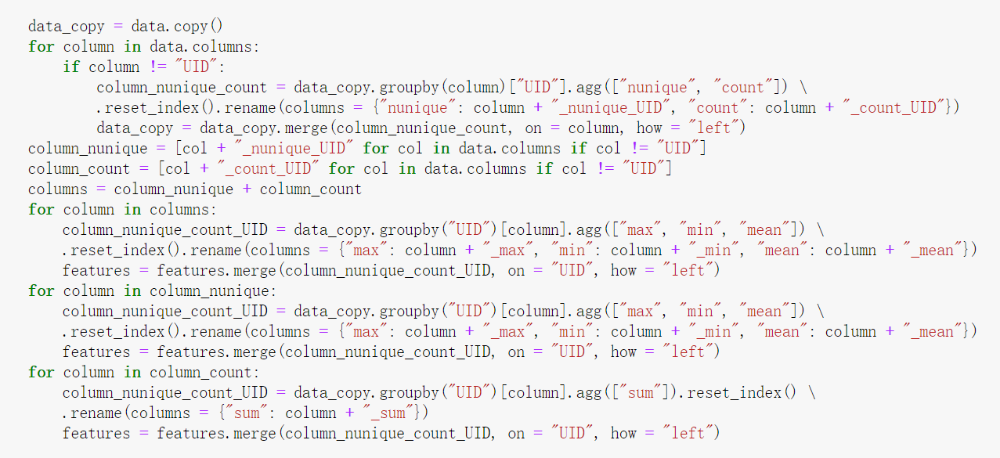 data_copy = data.copy()
for column in data.columns:
    if column != "UID":
        column_nunique_count = data_copy.groupby(column)["UID"].agg(["nunique", "count"]) \
        .reset_index().rename(columns = {"nunique": column + "_nunique_UID", "count": column + "_count_UID"})
        data_copy = data_copy.merge(column_nunique_count, on = column, how = "left")
column_nunique = [col + "_nunique_UID" for col in data.columns if col != "UID"]
column_count = [col + "_count_UID" for col in data.columns if col != "UID"]
columns = column_nunique + column_count
for column in columns:
    column_nunique_count_UID = data_copy.groupby("UID")[column].agg(["max", "min", "mean"]) \
    .reset_index().rename(columns = {"max": column + "_max", "min": column + "_min", "mean": column + "_mean"})
    features = features.merge(column_nunique_count_UID, on = "UID", how = "left")
for column in column_nunique:
    column_nunique_count_UID = data_copy.groupby("UID")[column].agg(["max", "min", "mean"]) \
    .reset_index().rename(columns = {"max": column + "_max", "min": column + "_min", "mean": column + "_mean"})
    features = features.merge(column_nunique_count_UID, on = "UID", how = "left")
for column in column_count:
    column_nunique_count_UID = data_copy.groupby("UID")[column].agg(["sum"]).reset_index() \
    .rename(columns = {"sum": column + "_sum"})
    features = features.merge(column_nunique_count_UID, on = "UID", how = "left")